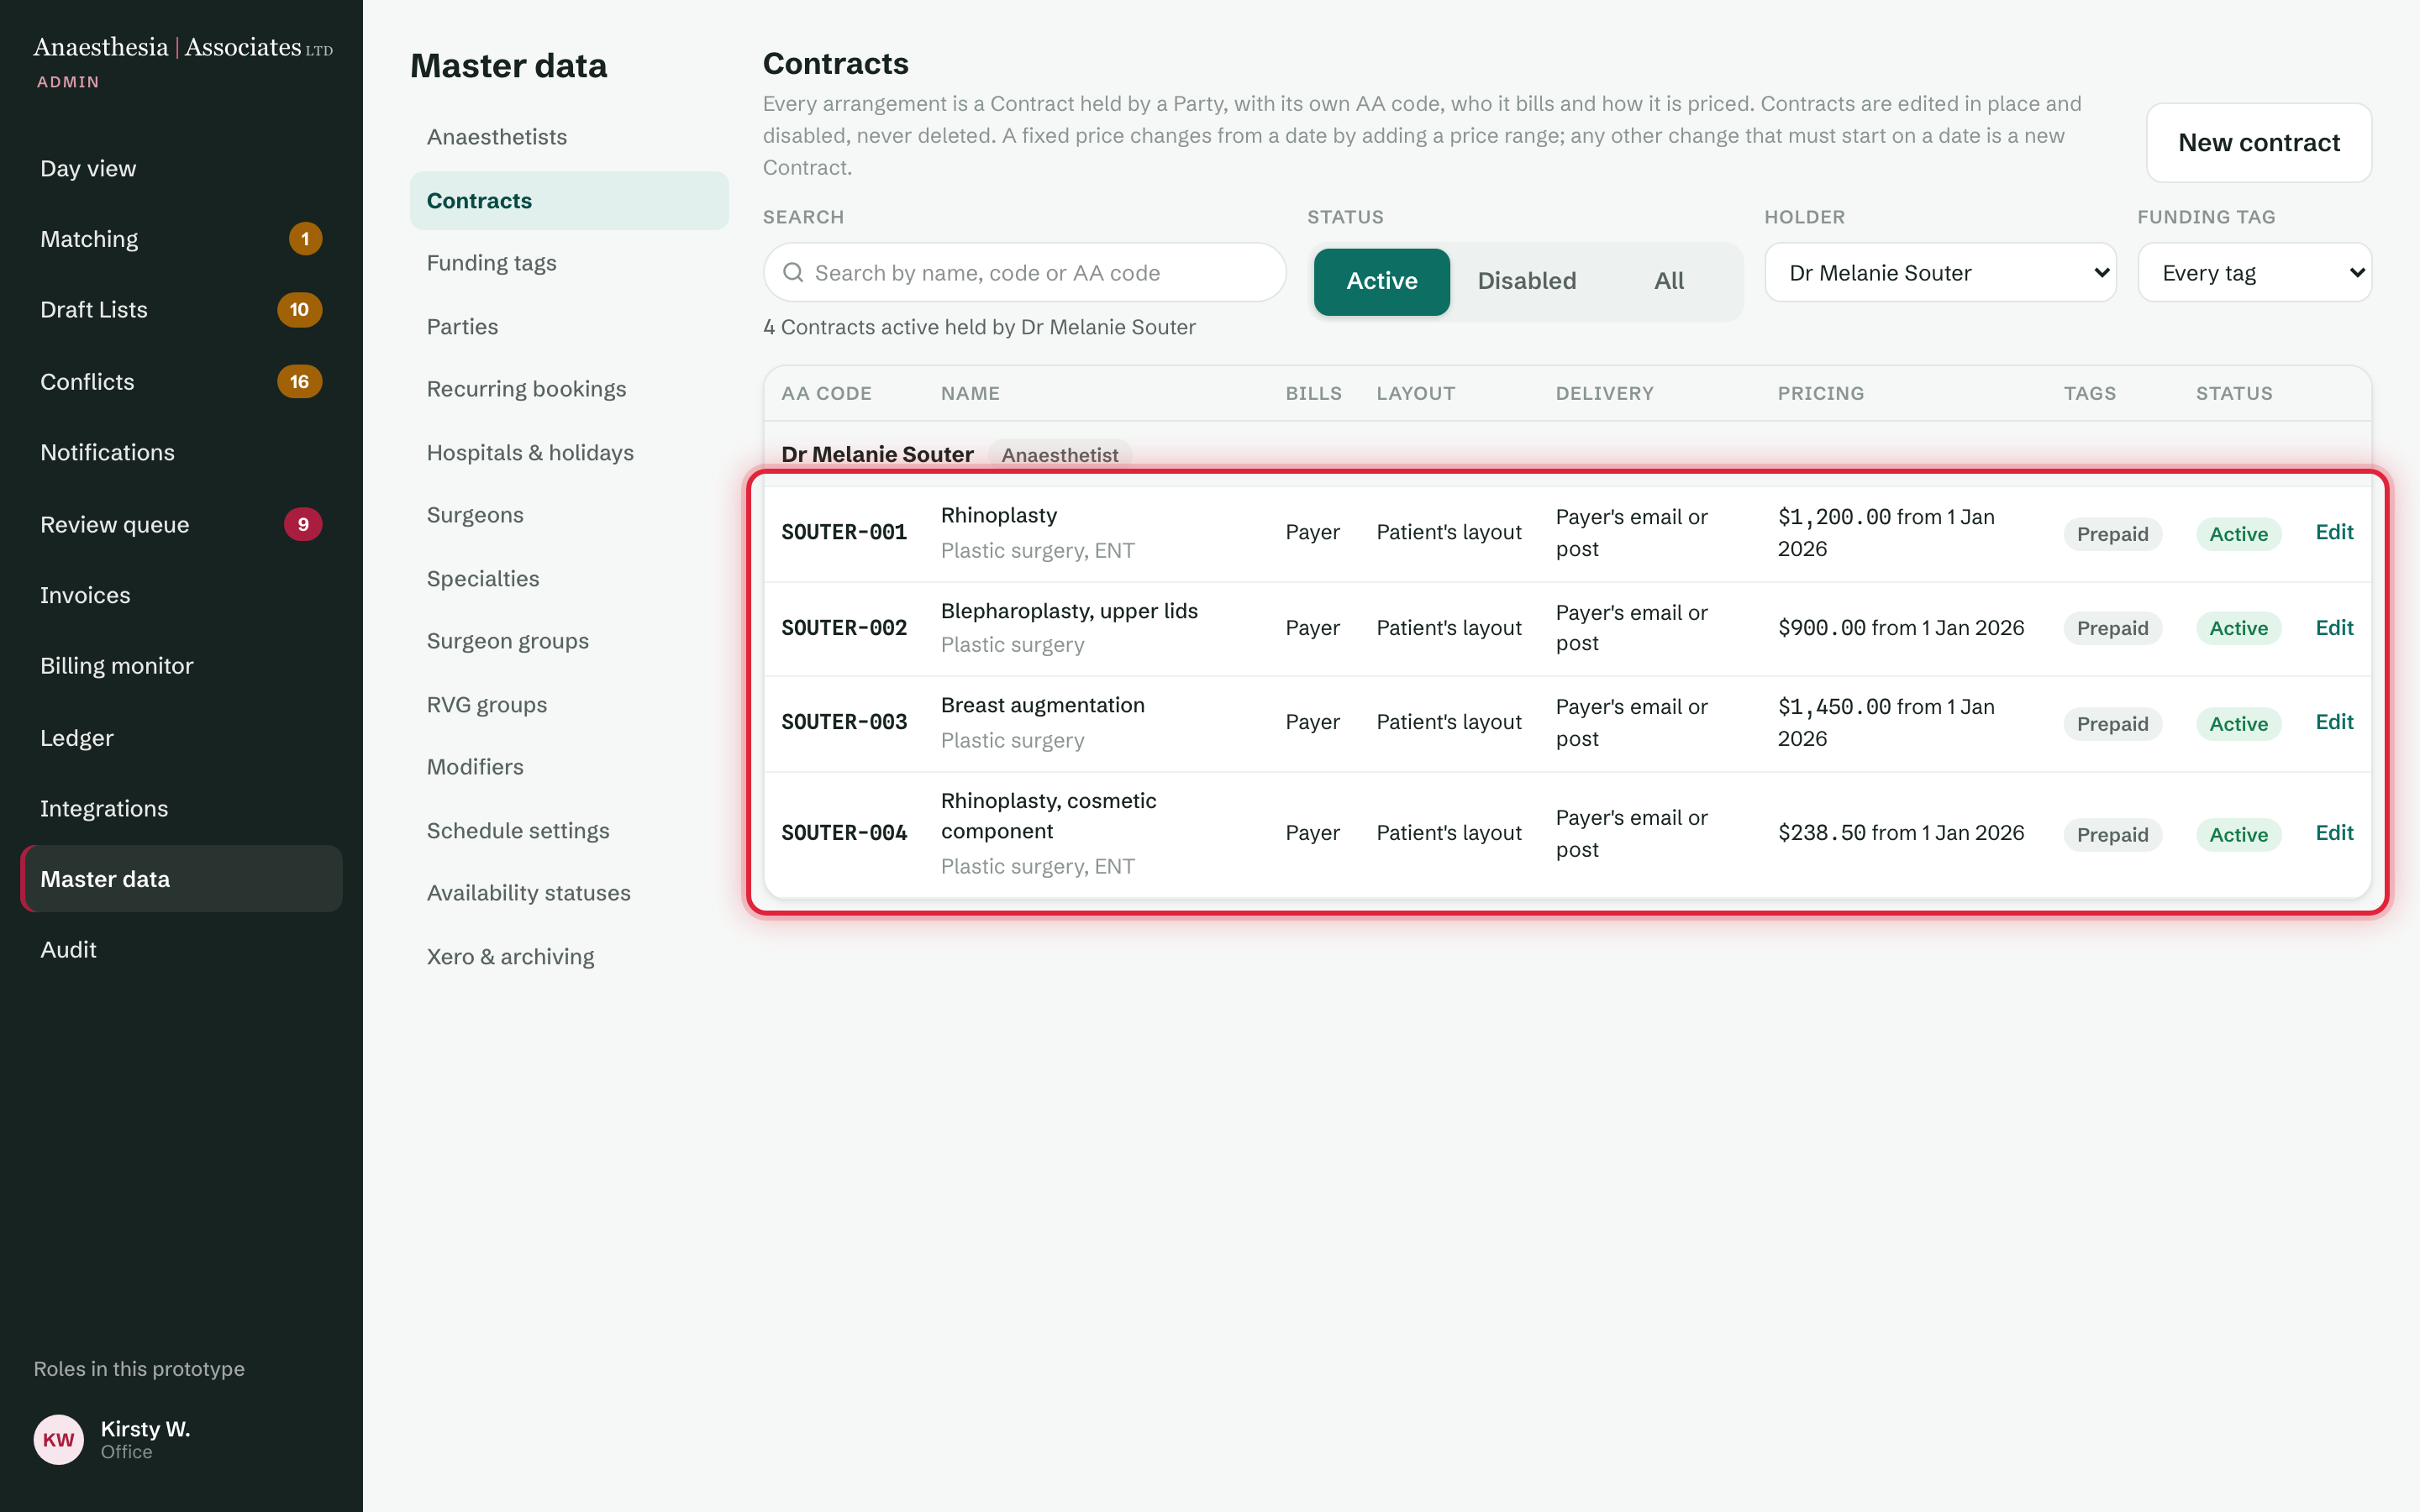 Anaesthesia | Associates LTD
ADMIN
Day view
Matching 1
Draft Lists 10
Conflicts 16
Notifications
Review queue 9
Invoices
Billing monitor
Ledger
Integrations
Master data
Audit
Roles in this prototype
KW
Kirsty W.
Office
Master data
Anaesthetists
Contracts
Funding tags
Parties
Recurring bookings
Hospitals & holidays
Surgeons
Specialties
Surgeon groups
RVG groups
Modifiers
Schedule settings
Availability statuses
Xero & archiving
Contracts
Every arrangement is a Contract held by a Party, with its own AA code, who it bills and how it is priced. Contracts are edited in place and
disabled, never deleted. A fixed price changes from a date by adding a price range; any other change that must start on a date is a new
Contract.
New contract
SEARCH STATUS HOLDER FUNDING TAG
Search by name, code or AA code Active Disabled All Dr Melanie Souter Every tag
4 Contracts active held by Dr Melanie Souter
AA CODE NAME BILLS LAYOUT DELIVERY PRICING TAGS STATUS
Dr Melanie Souter Anaesthetist
SOUTER-001 Rhinoplasty Payer Patient's layout Payer's email or $1,200.00 from 1 Jan Prepaid Active Edit
Plastic surgery, ENT post 2026
SOUTER-002 Blepharoplasty, upper lids Payer Patient's layout Payer's email or $900.00 from 1 Jan 2026 Prepaid Active Edit
Plastic surgery post
SOUTER-003 Breast augmentation Payer Patient's layout Payer's email or $1,450.00 from 1 Jan Prepaid Active Edit
Plastic surgery post 2026
SOUTER-004 Rhinoplasty, cosmetic Payer Patient's layout Payer's email or $238.50 from 1 Jan 2026 Prepaid Active Edit
component post
Plastic surgery, ENT